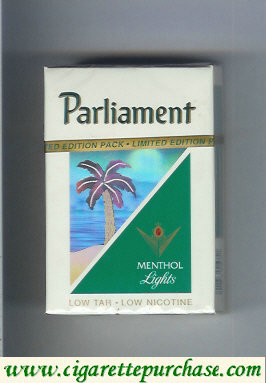 Parliament
ED EDITION PACK • LIMITED EDITION P
MENTHOL
Lights
LOW TAR • LOW NICOTINE
www.cigarettepurchase.com